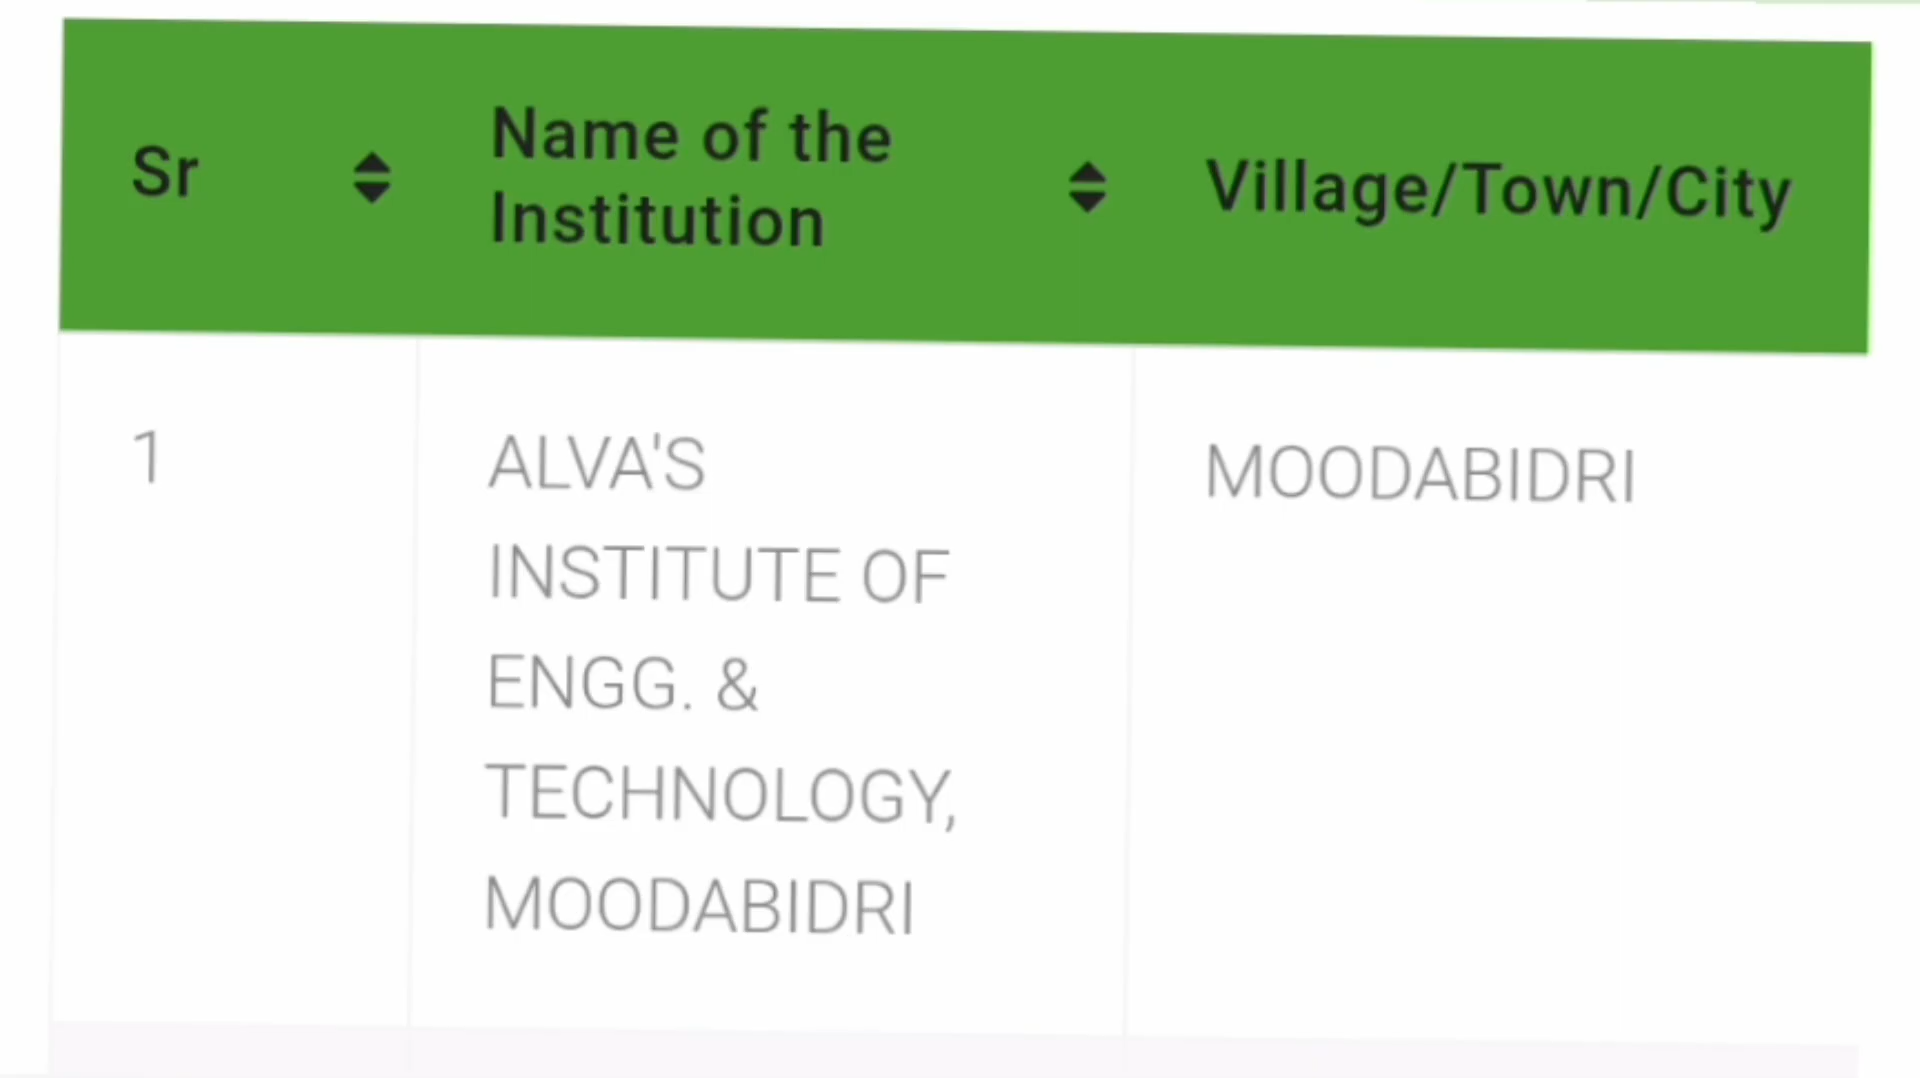 Sr
Name of the
Institution
Village/Town/City
1
ALVA'S
INSTITUTE OF
ENGG. &
TECHNOLOGY,
MOODABIDRI
MOODABIDRI